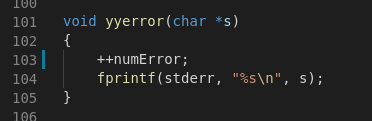 100
101 void yyerror(char *s)
102 {
103     ++numError;
104     fprintf(stderr, "%s\n", s);
105 }
106